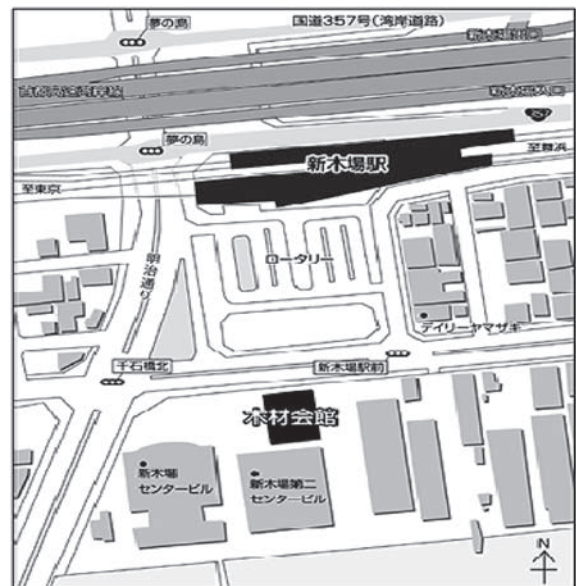 夢の島
国道357号(湾岸道路)
新木場出口
首都高速湾岸線
新木場入口
357
夢の島
新木場駅
至舞浜
至東京
明治通り
ロータリー
デイリーヤマザキ
千石橋北
新木場駅前
木材会館
新木場
センタービル
新木場第二
センタービル
N